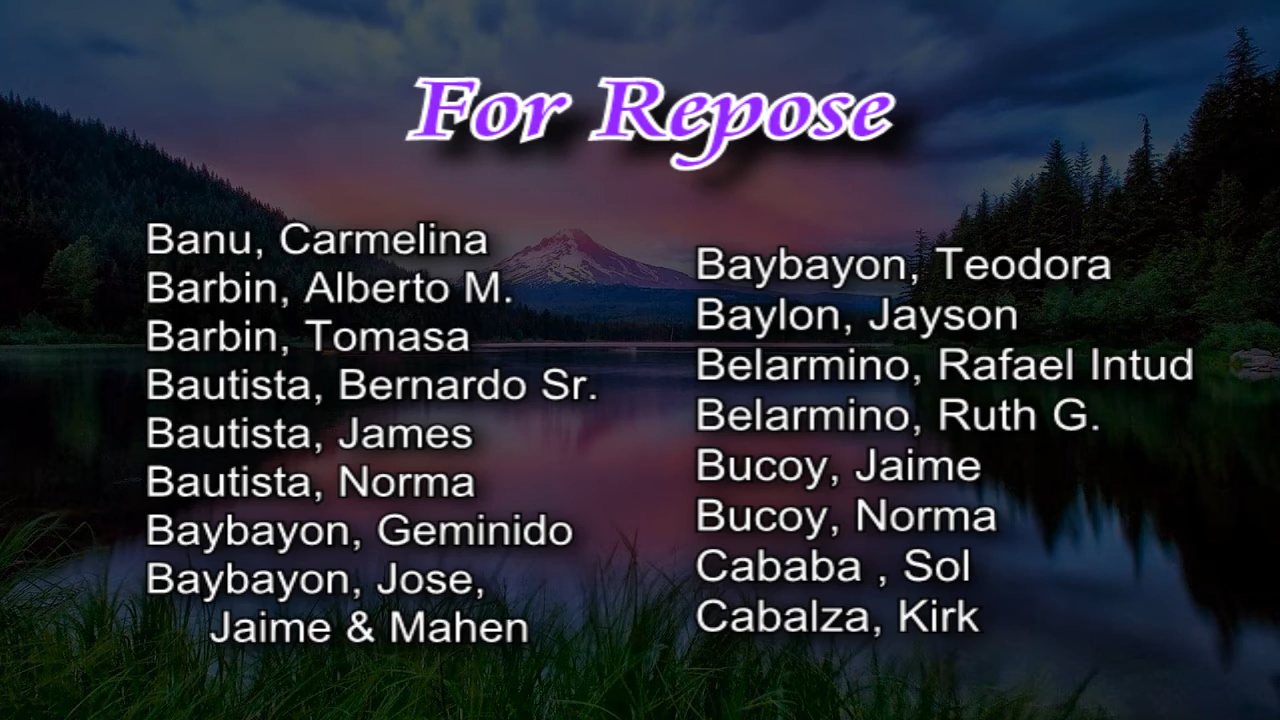 For Repose
Banu, Carmelina
Barbin, Alberto M.
Barbin, Tomasa
Bautista, Bernardo Sr.
Bautista, James
Bautista, Norma
Baybayon, Geminido
Baybayon, Jose,
Jaime & Mahen
Baybayon, Teodora
Baylon, Jayson
Belarmino, Rafael Intud
Belarmino, Ruth G.
Bucoy, Jaime
Bucoy, Norma
Cababa , Sol
Cabalza, Kirk